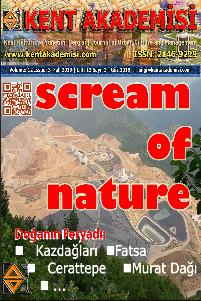 KENT AKADEMİSİ
www.kentakademisi.com ISSN: 2146-9229
scream
of
nature
Doğanın Feryadı:
Kazdağları Fatsa
Cerattepe Murat Dağı
...